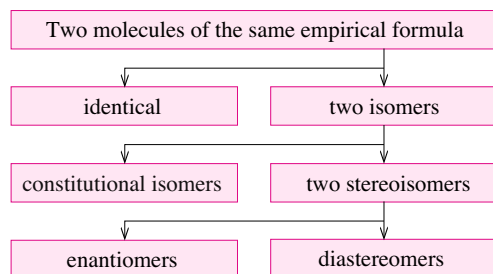 Two molecules of the same empirical formula
identical
two isomers
constitutional isomers
two stereoisomers
enantiomers
diastereomers